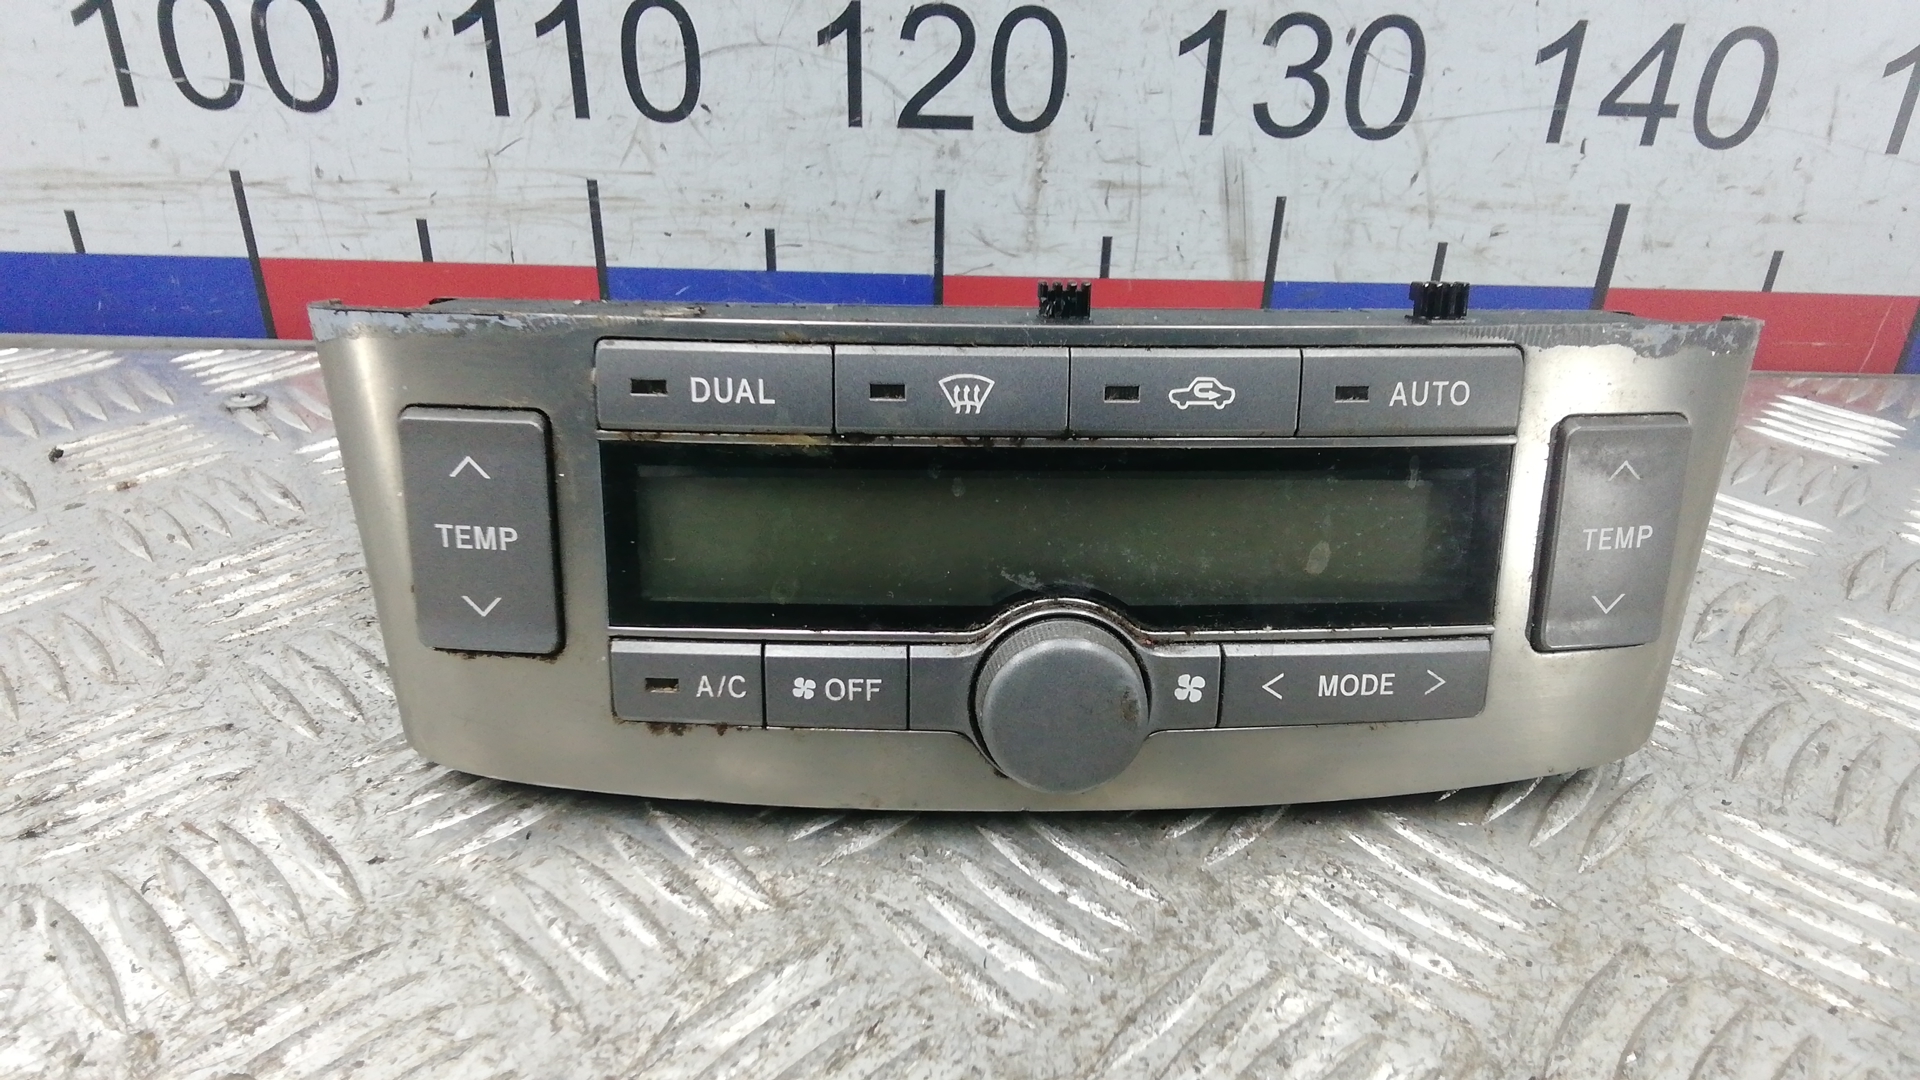 100 110 120 130 140
DUAL AUTO
TEMP TEMP
A/C OFF < MODE >